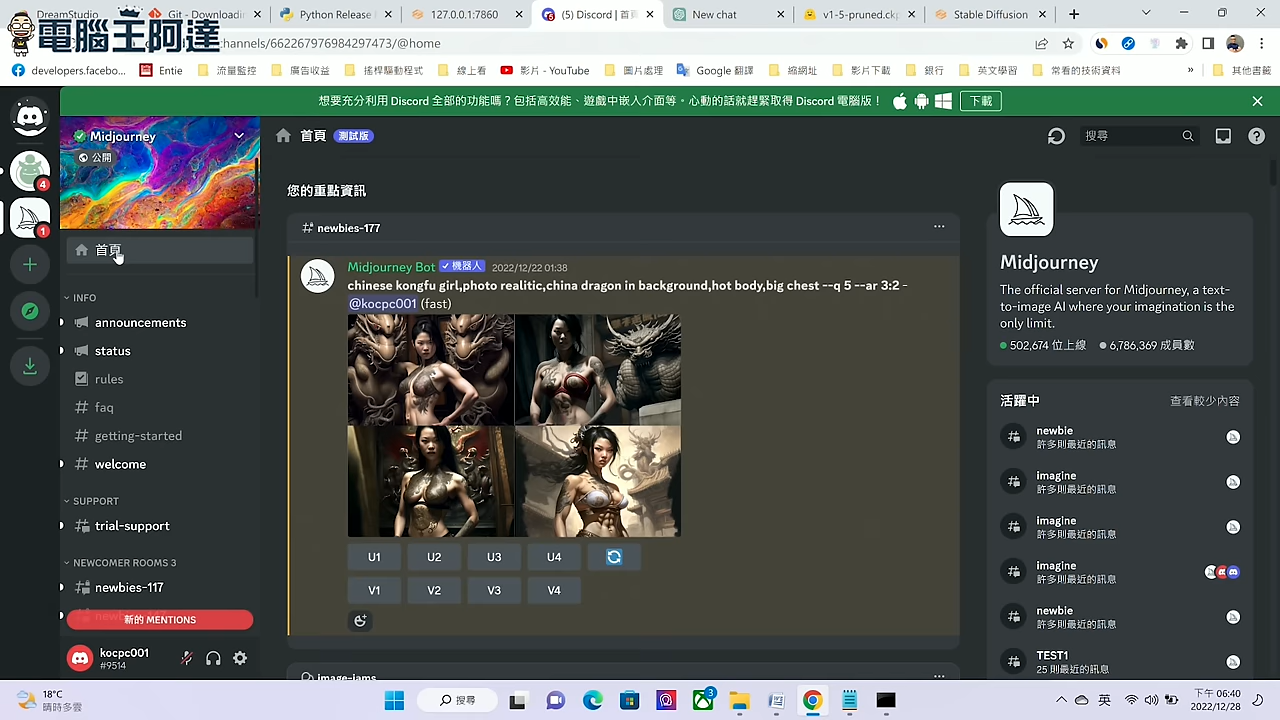 DreamStudio
Git - Downloadin
Python Release
127.0
Discord | 首頁
New
Stable Diffusion
電腦王阿達
hannels/662267976984297473/@home
developers.facebo...
Entie
流量監控
廣告收益
搖桿驅動程式
線上看
影片 - YouTube
圖片處理
Google 翻譯
縮網址
影片下載
銀行
英文學習
常看的技術資料
»
其他書籤
想要充分利用 Discord 全部的功能嗎？包括高效能、遊戲中嵌入介面等。心動就趕緊取得 Discord 電腦版！
下載
Midjourney
公開
首頁
測試版
搜尋
4
1
首頁
INFO
announcements
status
rules
faq
getting-started
welcome
SUPPORT
trial-support
NEWCOMER ROOMS 3
newbies-117
新的 MENTIONS
kocpc001
#9514
您的重點資訊
newbies-177
Midjourney Bot
機器人
2022/12/22 01:38
chinese kongfu girl,photo realitic,china dragon in background,hot body,big chest --q 5 --ar 3:2 -
@kocpc001 (fast)
U1
U2
U3
U4
V1
V2
V3
V4
image-jams
Midjourney
The official server for Midjourney, a text-
to-image AI where your imagination is the
only limit.
502,674 位上線
6,786,369 成員數
活躍中
查看較少內容
newbie
許多則最近的訊息
imagine
許多則最近的訊息
imagine
許多則最近的訊息
imagine
許多則最近的訊息
newbie
許多則最近的訊息
TEST1
25 則最近的訊息
18°C
晴時多雲
搜尋
3
英
下午 06:40
2022/12/28